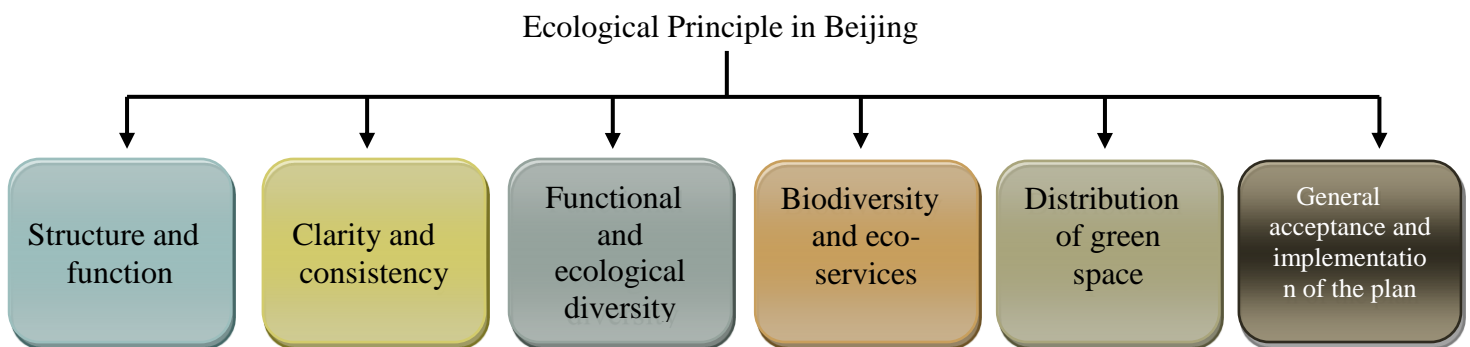 Ecological Principle in Beijing
Structure and
function
Clarity and
consistency
Functional
and
ecological
diversity
Biodiversity
and eco-
services
Distribution
of green
space
General
acceptance and
implementatio
n of the plan